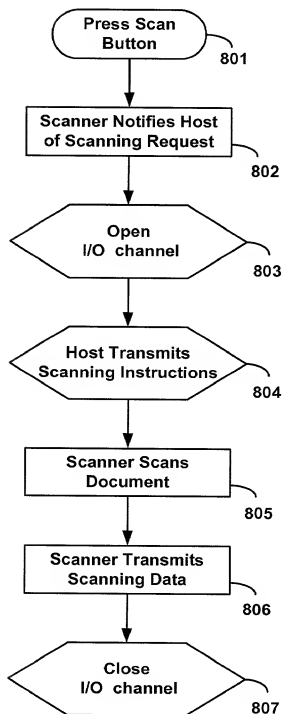 Press Scan
Button
801
Scanner Notifies Host
of Scanning Request
802
Open
I/O channel
803
Host Transmits
Scanning Instructions
804
Scanner Scans
Document
805
Scanner Transmits
Scanning Data
806
Close
I/O channel
807